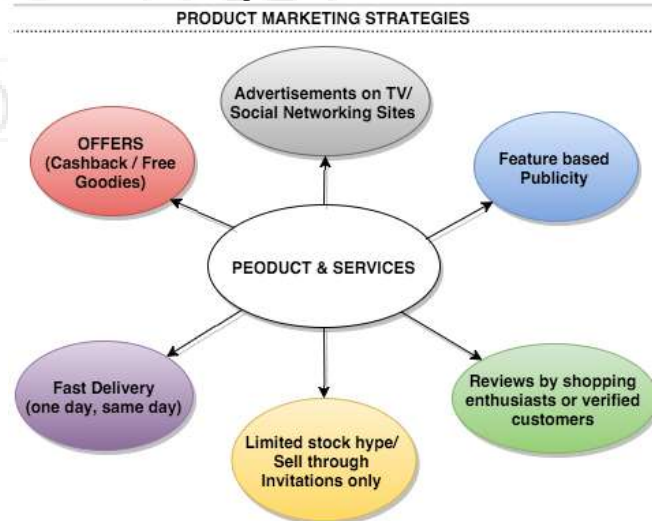 PRODUCT MARKETING STRATEGIES
Advertisements on TV/
Social Networking Sites
OFFERS
(Cashback / Free
Goodies)
Feature based
Publicity
PEODUCT & SERVICES
Fast Delivery
(one day, same day)
Reviews by shopping
enthusiasts or verified
customers
Limited stock hype/
Sell through
Invitations only